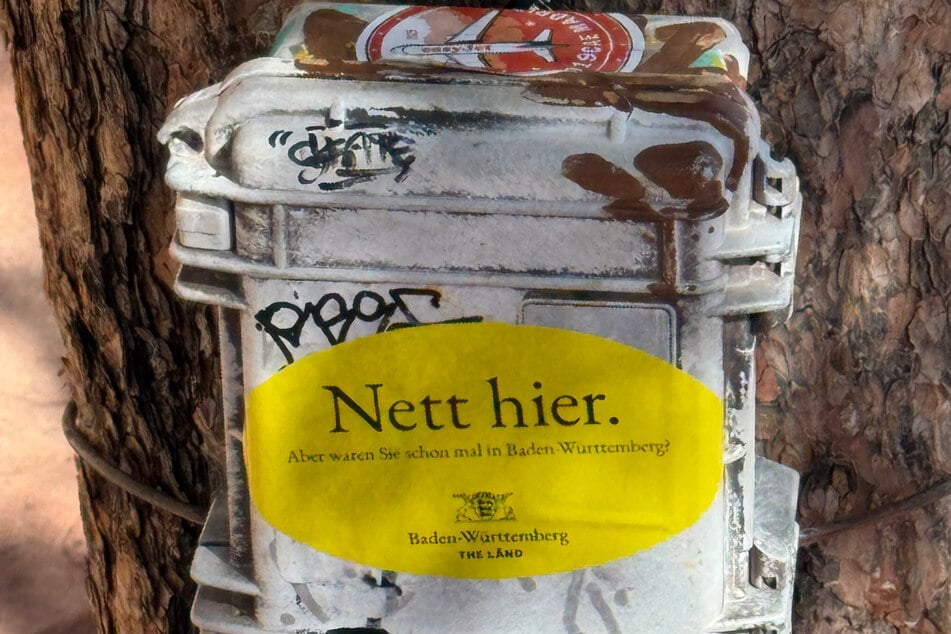 Nett hier.
Aber waren Sie schon mal in Baden-Württemberg?
Baden-Württemberg
THE LÄND